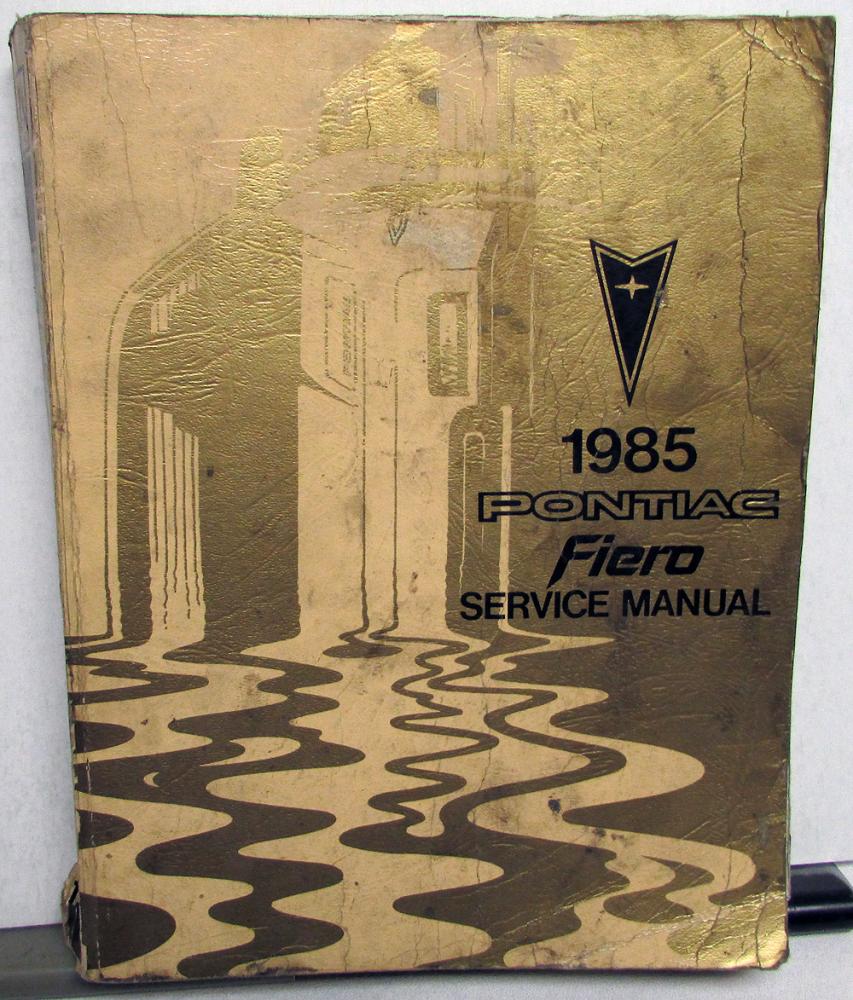 1985
PONTIAC
Fiero
SERVICE MANUAL